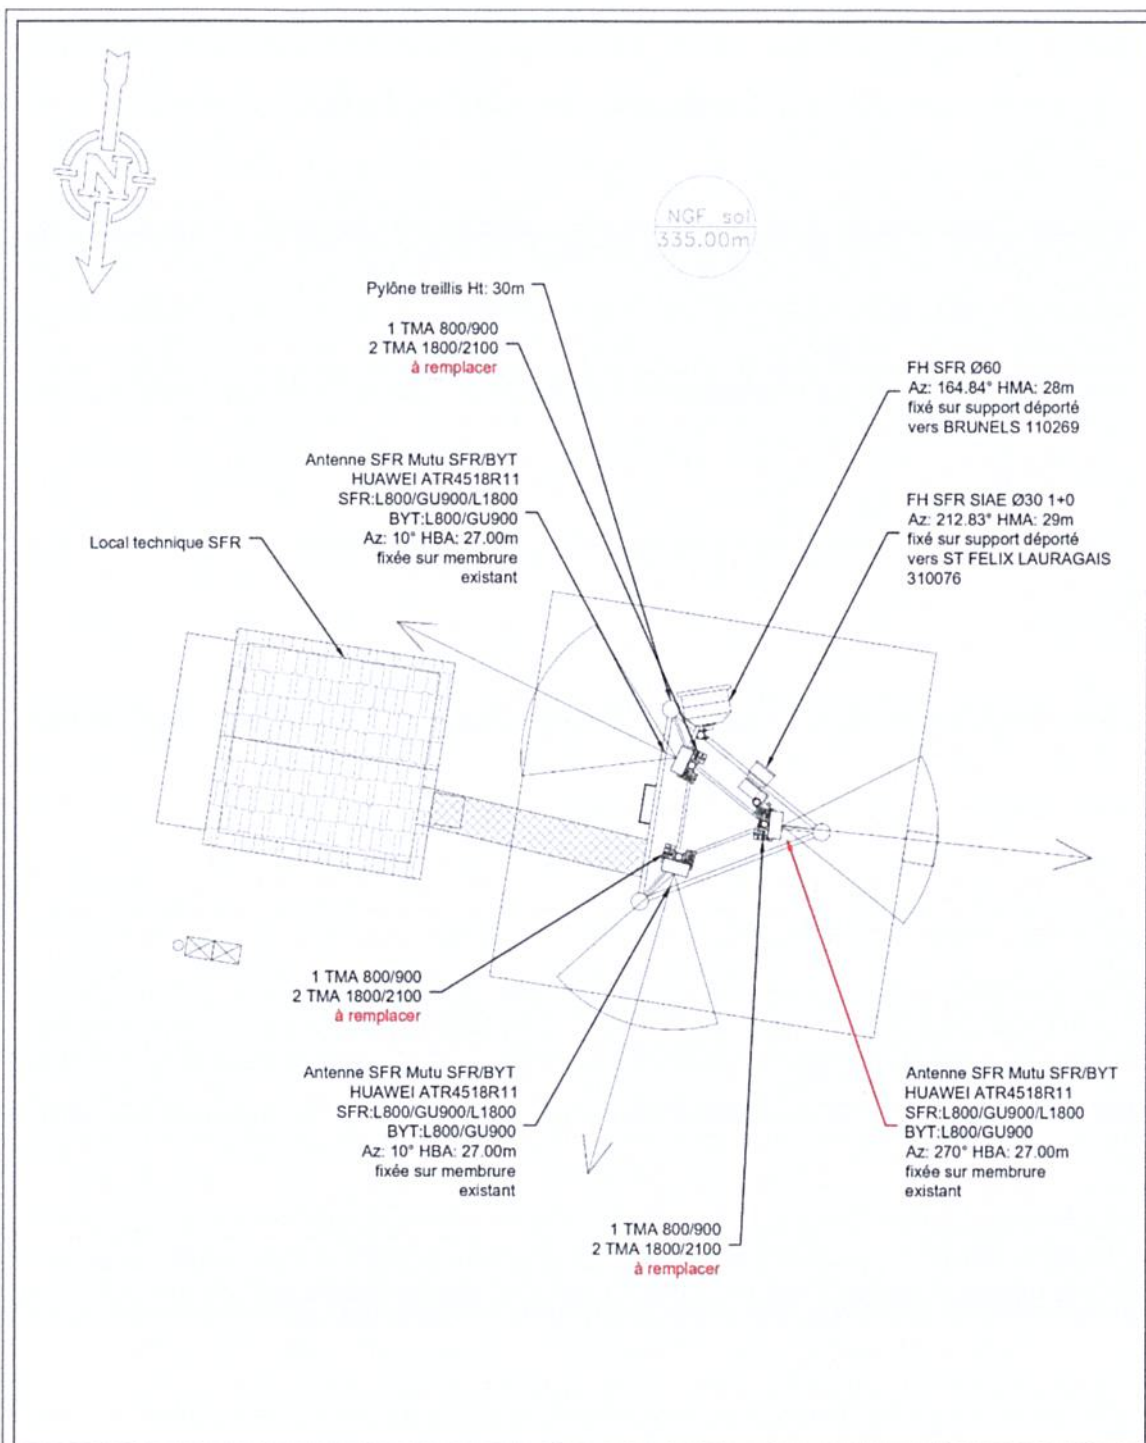 N
NGF sol
335.00m
Pylône treillis Ht: 30m
1 TMA 800/900
2 TMA 1800/2100
à remplacer
FH SFR Ø60
Az: 164.84° HMA: 28m
fixé sur support déporté
vers BRUNELS 110269
Antenne SFR Mutu SFR/BYT
HUAWEI ATR4518R11
SFR:L800/GU900/L1800
BYT:L800/GU900
Az: 10° HBA: 27.00m
fixée sur membrure
existant
FH SFR SIAE Ø30 1+0
Az: 212.83° HMA: 29m
fixé sur support déporté
vers ST FELIX LAURAGAIS
310076
Local technique SFR
1 TMA 800/900
2 TMA 1800/2100
à remplacer
Antenne SFR Mutu SFR/BYT
HUAWEI ATR4518R11
SFR:L800/GU900/L1800
BYT:L800/GU900
Az: 10° HBA: 27.00m
fixée sur membrure
existant
Antenne SFR Mutu SFR/BYT
HUAWEI ATR4518R11
SFR:L800/GU900/L1800
BYT:L800/GU900
Az: 270° HBA: 27.00m
fixée sur membrure
existant
1 TMA 800/900
2 TMA 1800/2100
à remplacer